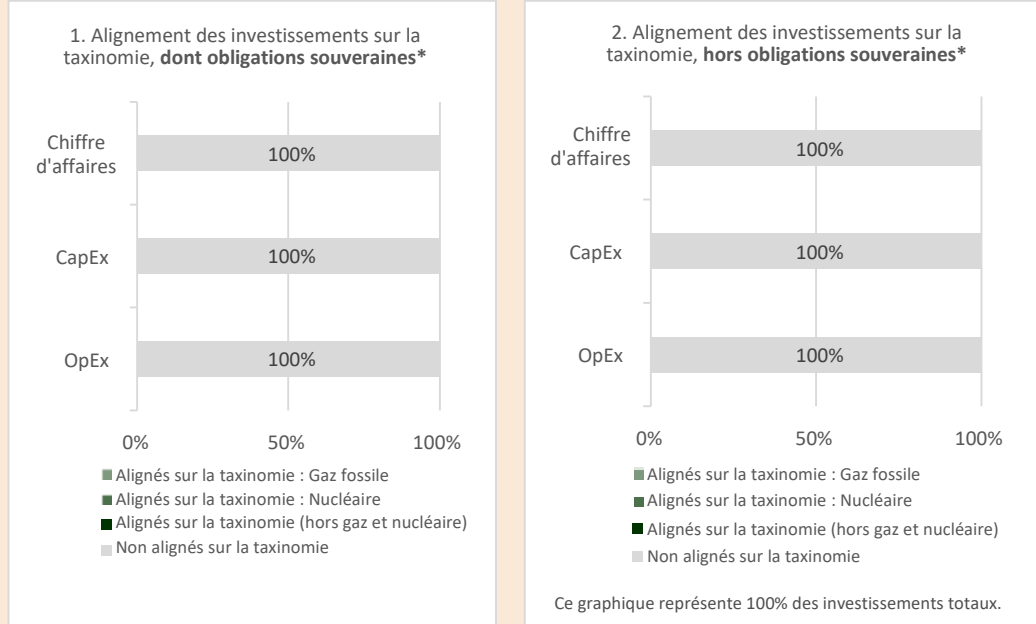 1. Alignement des investissements sur la
taxinomie, dont obligations souveraines*
Chiffre
d'affaires
100%
CapEx
100%
OpEx
100%
0%
50%
100%
Alignés sur la taxinomie : Gaz fossile
Alignés sur la taxinomie : Nucléaire
Alignés sur la taxinomie (hors gaz et nucléaire)
Non alignés sur la taxinomie
2. Alignement des investissements sur la
taxinomie, hors obligations souveraines*
Chiffre
d'affaires
100%
CapEx
100%
OpEx
100%
0%
50%
100%
Alignés sur la taxinomie : Gaz fossile
Alignés sur la taxinomie : Nucléaire
Alignés sur la taxinomie (hors gaz et nucléaire)
Non alignés sur la taxinomie
Ce graphique représente 100% des investissements totaux.